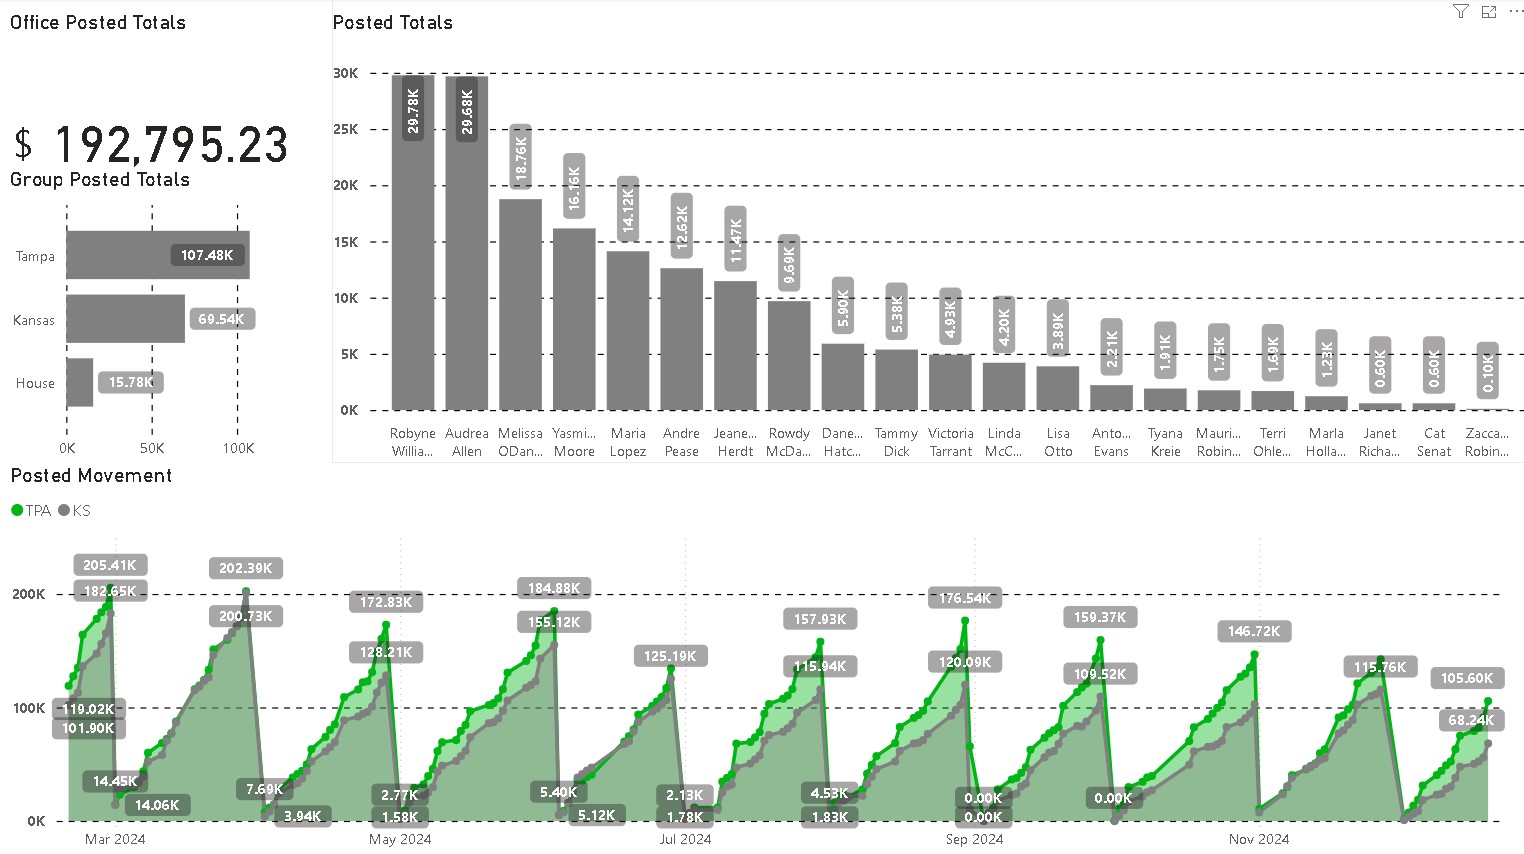 Office Posted Totals
$ 192,795.23
Group Posted Totals
Tampa 107.48K
Kansas 69.54K
House 15.78K
0K 50K 100K
Posted Totals
30K
25K
20K
15K
10K
5K
0K
29.78K 29.68K 18.76K 16.16K 14.12K 12.62K 11.47K 9.69K 5.90K 5.38K 4.93K 4.20K 3.89K 2.21K 1.91K 1.75K 1.69K 1.23K 0.60K 0.60K 0.10K
Robyne Audrea Melissa Yasmi... Maria Andre Jeane... Rowdy Dane... Tammy Victoria Linda Lisa Anto... Tyana Mauri... Terri Marla Janet Cat Zacca...
Willia... Allen ODan... Moore Lopez Pease Herdt McDa... Hatc... Dick Tarrant McC... Otto Evans Kreie Robin... Ohle... Holla... Richa... Senat Robin...
Posted Movement
TPA KS
200K
100K
0K
205.41K 202.39K 172.83K 184.88K 125.19K 157.93K 176.54K 159.37K 146.72K 115.76K 105.60K
182.65K 200.73K 128.21K 155.12K 115.94K 120.09K 109.52K 68.24K
119.02K
101.90K
14.45K 7.69K 2.77K 5.40K 2.13K 4.53K 0.00K 0.00K
14.06K 3.94K 1.58K 5.12K 1.78K 1.83K 0.00K
Mar 2024 May 2024 Jul 2024 Sep 2024 Nov 2024